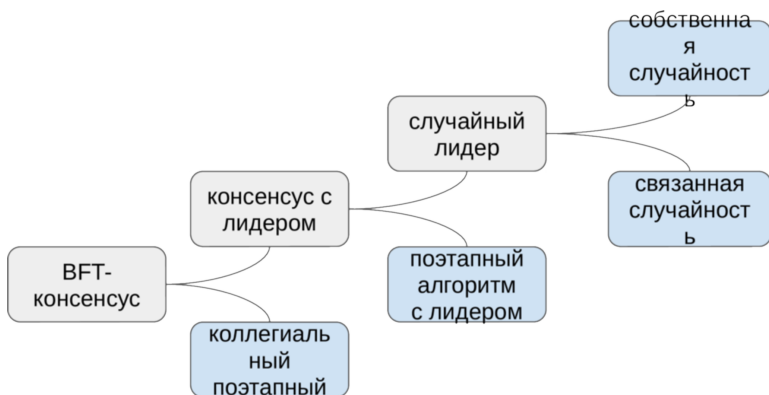 собственна
я
случайност
ь
случайный
лидер
связанная
случайност
ь
консенсус с
лидером
поэтапный
алгоритм
с лидером
BFT-
консенсус
коллегиаль
ный
поэтапный